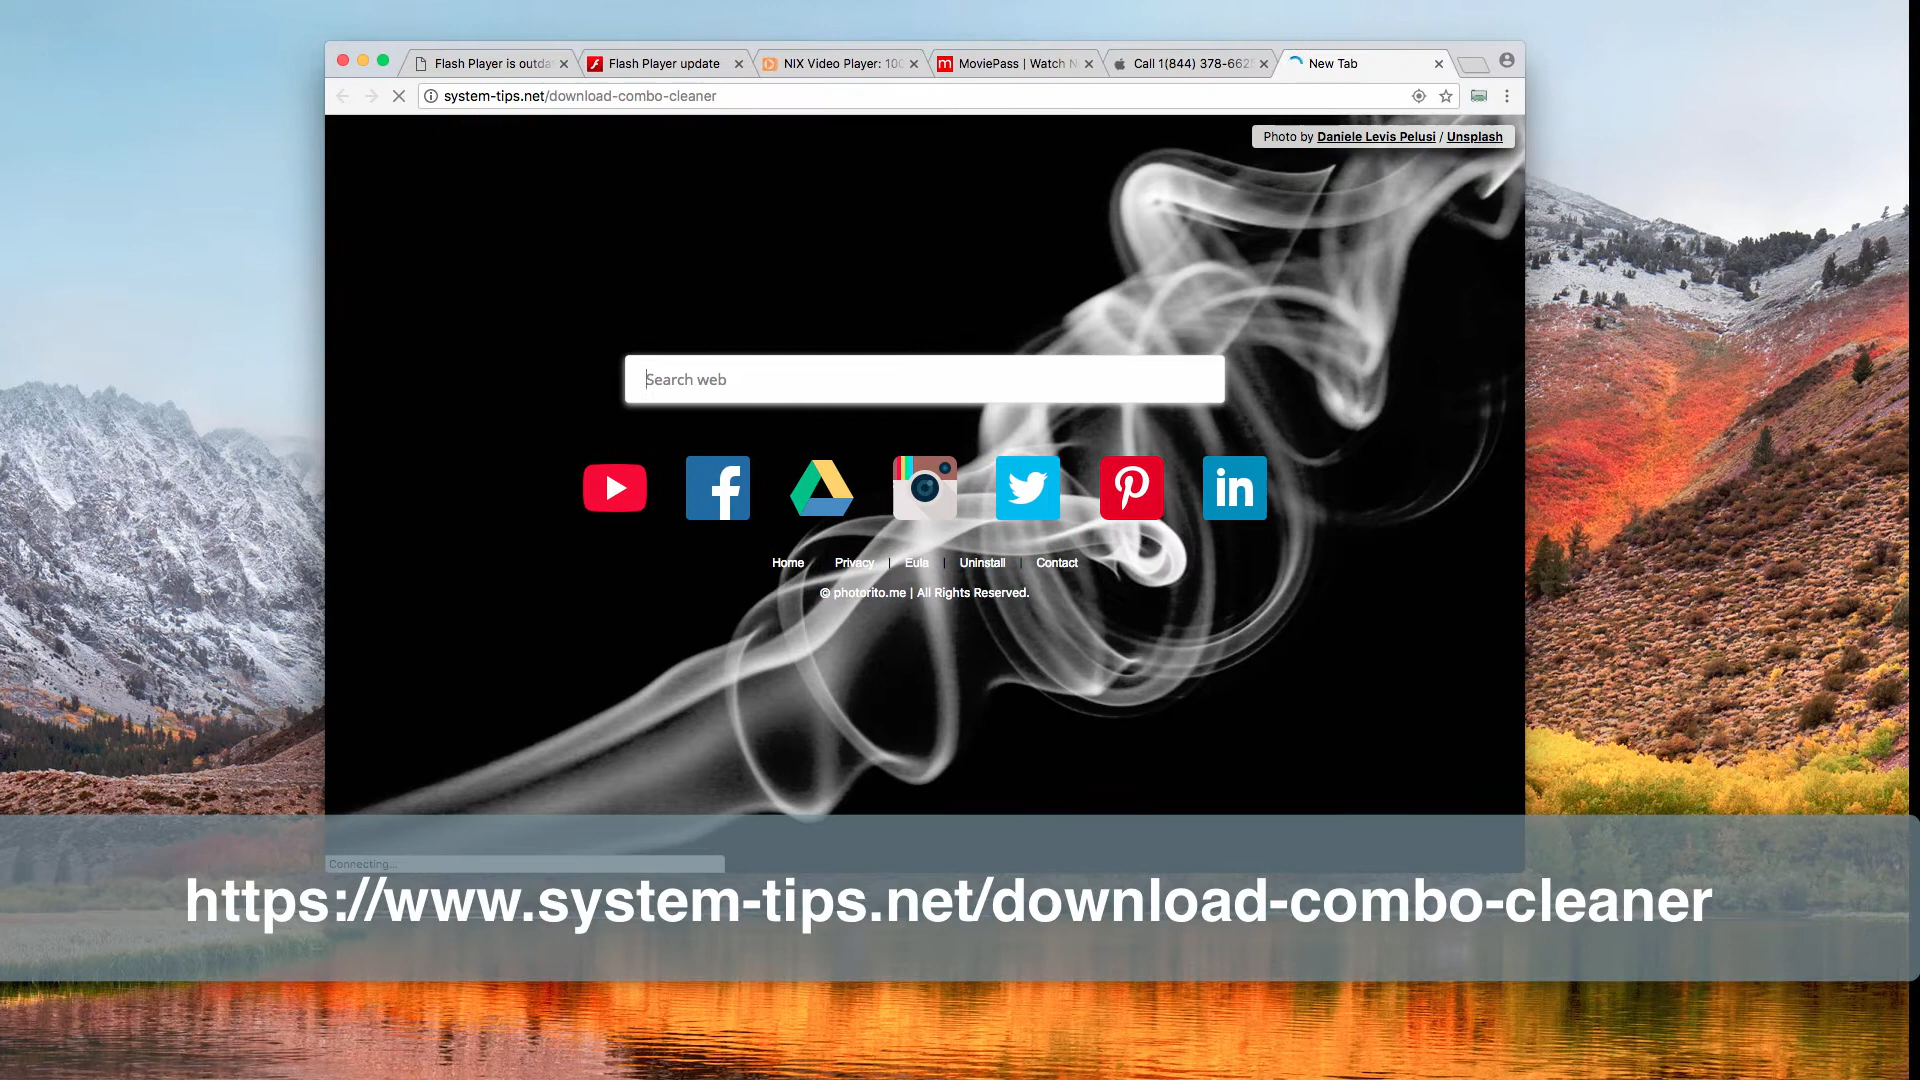 Flash Player is outda
Flash Player update
NIX Video Player: 100
MoviePass | Watch N
Call 1(844) 378-662
New Tab
system-tips.net/download-combo-cleaner
Photo by Daniele Levis Pelusi / Unsplash
Search web
Home Privacy | Eula | Uninstall | Contact
© photorito.me | All Rights Reserved.
Connecting...
https://www.system-tips.net/download-combo-cleaner